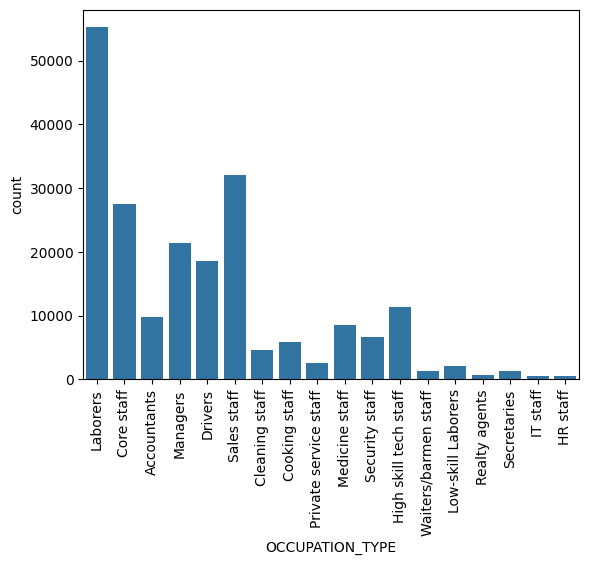 50000
40000
30000
20000
10000
0
count
Laborers
Core staff
Accountants
Managers
Drivers
Sales staff
Cleaning staff
Cooking staff
Private service staff
Medicine staff
Security staff
High skill tech staff
Waiters/barmen staff
Low-skill Laborers
Realty agents
Secretaries
IT staff
HR staff
OCCUPATION_TYPE